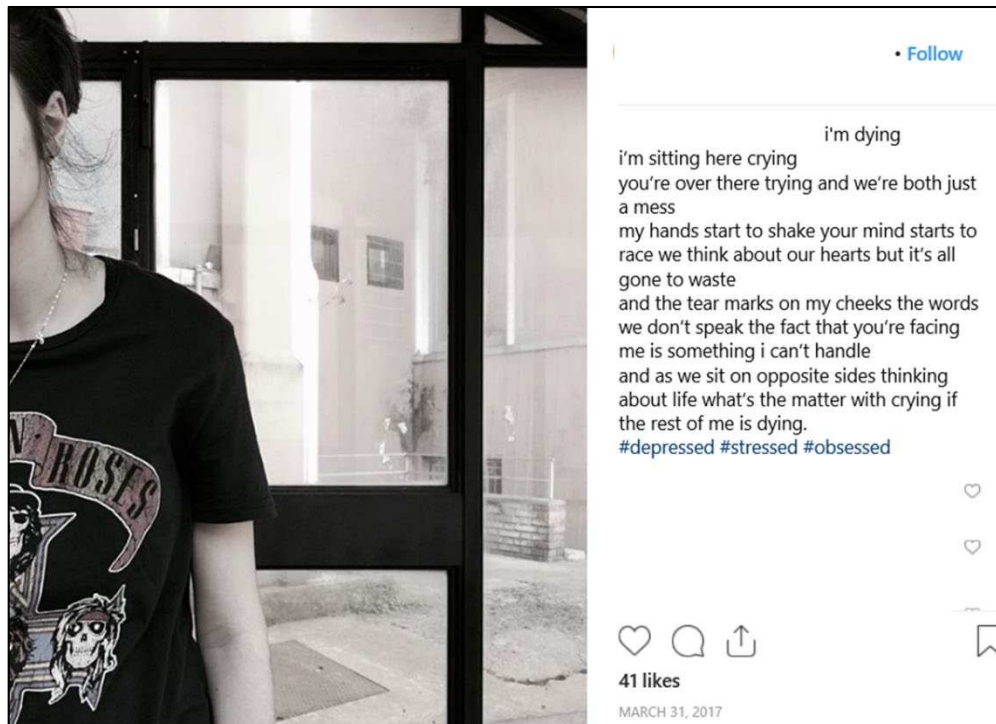 • Follow
i'm dying
i'm sitting here crying
you're over there trying and we're both just
a mess
my hands start to shake your mind starts to
race we think about our hearts but it's all
gone to waste
and the tear marks on my cheeks the words
we don't speak the fact that you're facing
me is something i can't handle
and as we sit on opposite sides thinking
about life what's the matter with crying if
the rest of me is dying.
#depressed #stressed #obsessed
41 likes
MARCH 31, 2017
N' ROSES